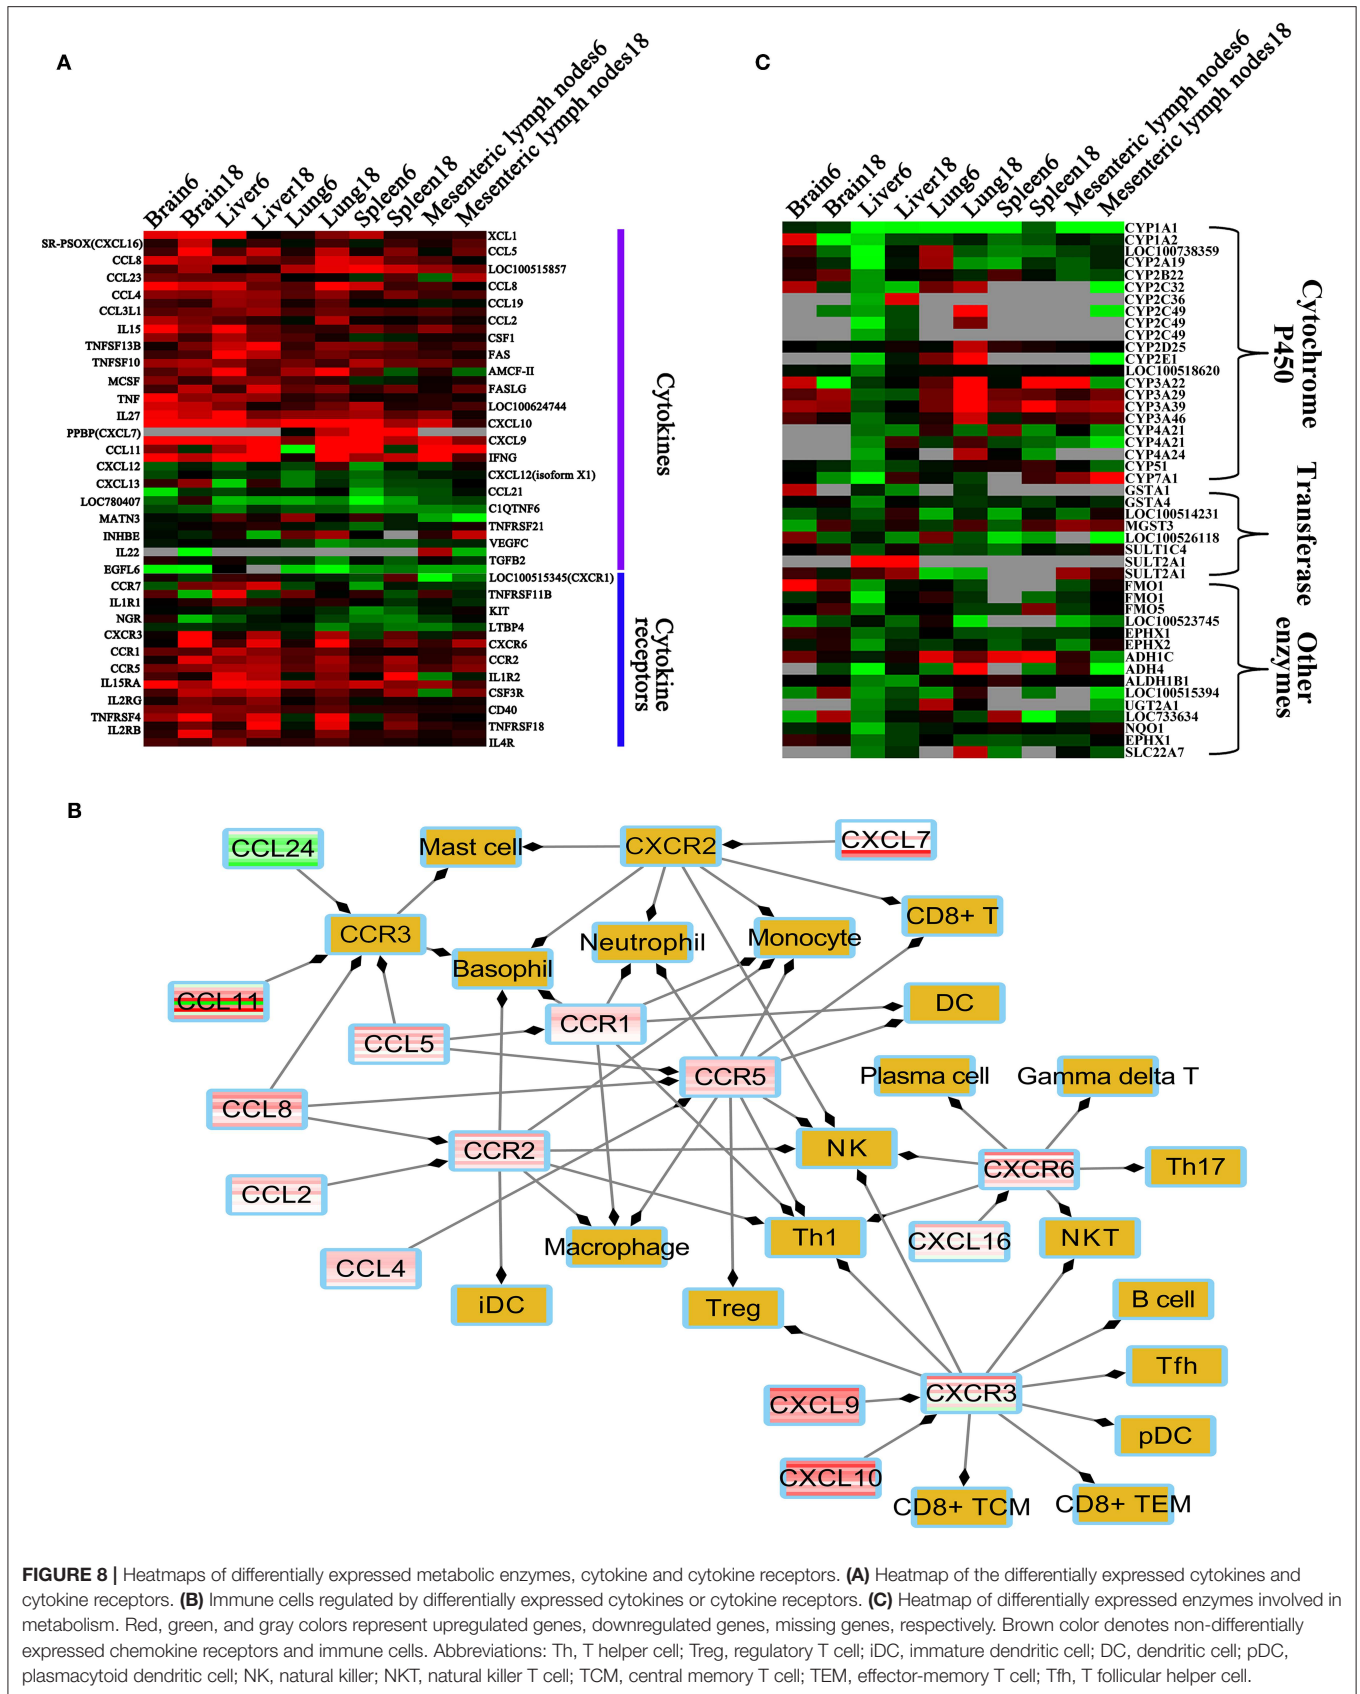 A
Brain6
Brain18
Liver6
Liver18
Lung6
Lung18
Spleen6
Spleen18
Mesenteric lymph nodes6
Mesenteric lymph nodes18
SR-PSOX(CXCL16)
CCL8
CCL23
CCL4
CCL3L1
IL15
TNFSF13B
TNFSF10
MCSF
TNF
IL27
PPBP(CXCL7)
CCL11
CXCL12
CXCL13
LOC780407
MATN3
INHBE
IL22
EGFL6
CCR7
IL1R1
NGR
CXCR3
CCR1
CCR5
IL15RA
IL2RG
TNFRSF4
IL2RB
XCL1
CCL5
LOC100515857
CCL8
CCL19
CCL2
CSF1
FAS
AMCF-II
FASLG
LOC100624744
CXCL10
CXCL9
IFNG
CXCL12(isoform X1)
CCL21
C1QTNF6
TNFRSF21
VEGFC
TGFB2
LOC100515345(CXCR1)
TNFRSF11B
KIT
LTBP4
CXCR6
CCR2
IL1R2
CSF3R
CD40
TNFRSF18
IL4R
Cytokines
Cytokine
receptors
C
Brain6
Brain18
Liver6
Liver18
Lung6
Lung18
Spleen6
Spleen18
Mesenteric lymph nodes6
Mesenteric lymph nodes18
CYP1A1
CYP1A2
LOC100738359
CYP2A19
CYP2B22
CYP2C32
CYP2C36
CYP2C49
CYP2C49
CYP2C49
CYP2D25
CYP2E1
LOC100518620
CYP3A22
CYP3A29
CYP3A39
CYP3A46
CYP4A21
CYP4A21
CYP4A24
CYP51
CYP7A1
GSTA1
GSTA4
LOC100514231
MGST3
LOC100526118
SULT1C4
SULT2A1
SULT2A1
FMO1
FMO1
FMO5
LOC100523745
EPHX1
EPHX2
ADH1C
ADH4
ALDH1B1
LOC100515394
UGT2A1
LOC733634
NQO1
EPHX1
SLC22A7
Cytochrome
P450
Transferase
Other
enzymes
B
CCL24
Mast cell
CXCR2
CXCL7
CCR3
Neutrophil
Monocyte
CD8+ T
Basophil
CCL11
CCL5
CCR1
DC
CCR5
Plasma cell
Gamma delta T
CCL8
CCR2
NK
CXCR6
Th17
CCL2
CCL4
Macrophage
Th1
CXCL16
NKT
iDC
Treg
B cell
Tfh
CXCL9
CXCR3
pDC
CXCL10
CD8+ TCM
CD8+ TEM
FIGURE 8 | Heatmaps of differentially expressed metabolic enzymes, cytokine and cytokine receptors. (A) Heatmap of the differentially expressed cytokines and
cytokine receptors. (B) Immune cells regulated by differentially expressed cytokines or cytokine receptors. (C) Heatmap of differentially expressed enzymes involved in
metabolism. Red, green, and gray colors represent upregulated genes, downregulated genes, missing genes, respectively. Brown color denotes non-differentially
expressed chemokine receptors and immune cells. Abbreviations: Th, T helper cell; Treg, regulatory T cell; iDC, immature dendritic cell; DC, dendritic cell; pDC,
plasmacytoid dendritic cell; NK, natural killer; NKT, natural killer T cell; TCM, central memory T cell; TEM, effector-memory T cell; Tfh, T follicular helper cell.